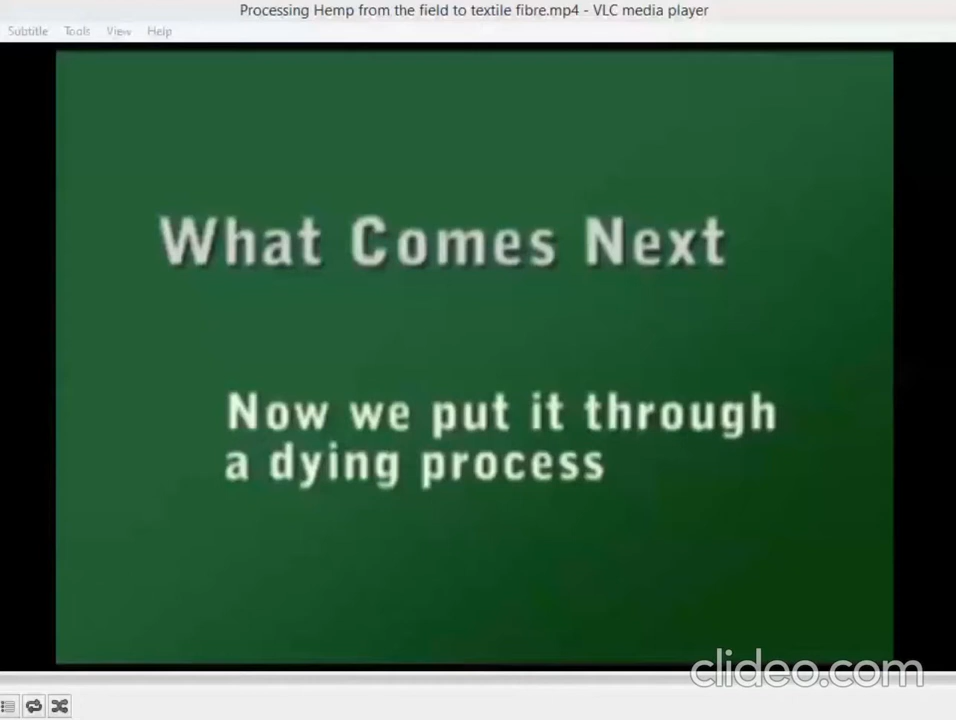 Processing Hemp from the field to textile fibre.mp4 - VLC media player
Subtitle Tools View Help
What Comes Next
Now we put it through
a dying process
clideo.com